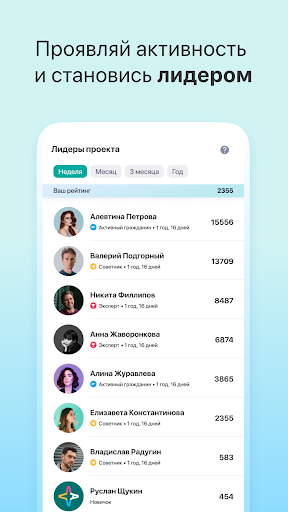 Проявляй активность
и становись лидером
Лидеры проекта
?
Неделя Месяц 3 месяца Год
Ваш рейтинг 2355
Алевтина Петрова 15556
Активный гражданин • 1 год, 16 дней
Валерий Подгорный 13709
Советник • 1 год, 16 дней
Никита Филлипов 8487
Эксперт • 1 год, 16 дней
Анна Жаворонкова 6874
Эксперт • 1 год, 16 дней
Алина Журавлева 3865
Активный гражданин • 1 год, 16 дней
Елизавета Константинова 2355
Советник • 1 год, 16 дней
Владислав Радугин 583
Советник • 1 год, 16 дней
Руслан Щукин 454
Новичок